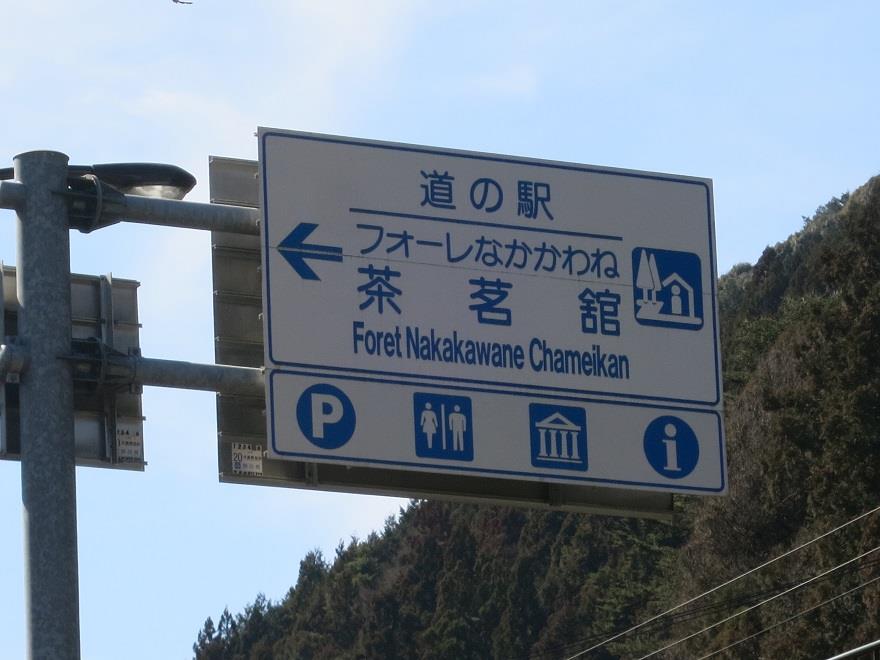 道の駅
フォーレなかかわね
茶茗舘
Foret Nakakawane Chameikan
P
i